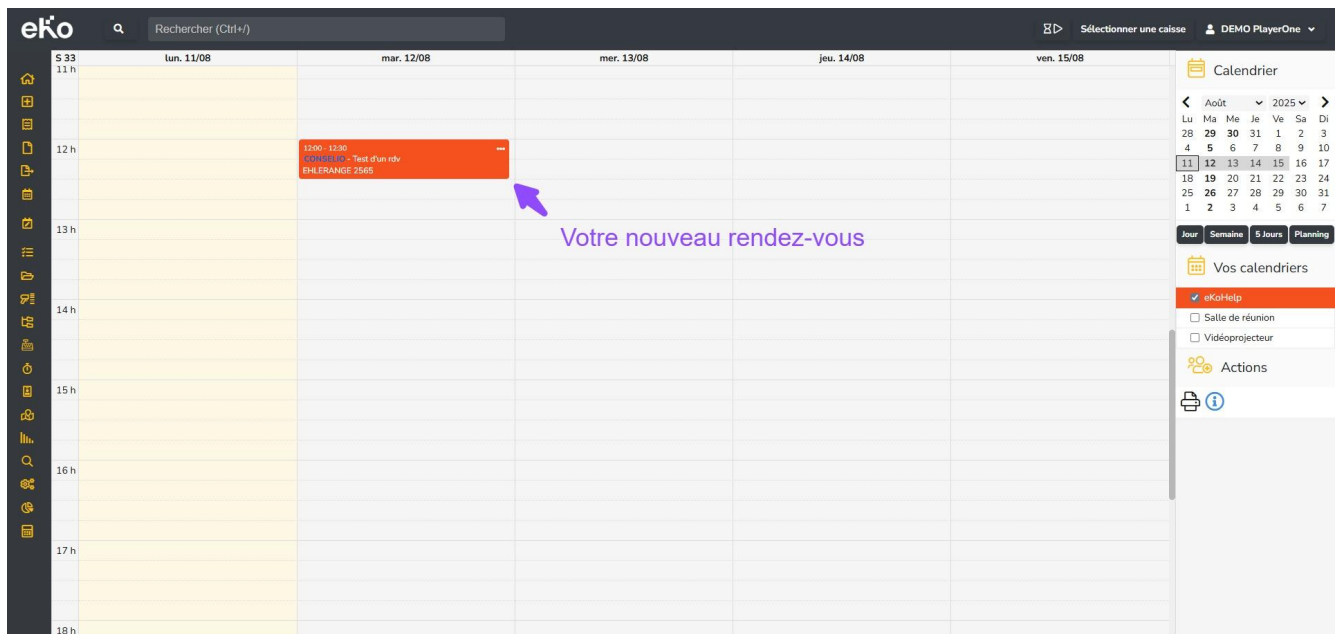 eKo
Rechercher (Ctrl+/)
Sélectionner une caisse
DEMO PlayerOne
S 33
lun. 11/08
mar. 12/08
mer. 13/08
jeu. 14/08
ven. 15/08
11 h
12 h
12:00 - 12:30
CONSELIO - Test d'un rdv
EHLERANGE 2565
Votre nouveau rendez-vous
13 h
14 h
15 h
16 h
17 h
18 h
Calendrier
Août 2025
Lu Ma Me Je Ve Sa Di
28 29 30 31 1 2 3
4 5 6 7 8 9 10
11 12 13 14 15 16 17
18 19 20 21 22 23 24
25 26 27 28 29 30 31
1 2 3 4 5 6 7
Jour Semaine 5 Jours Planning
Vos calendriers
eKoHelp
Salle de réunion
Vidéoprojecteur
Actions